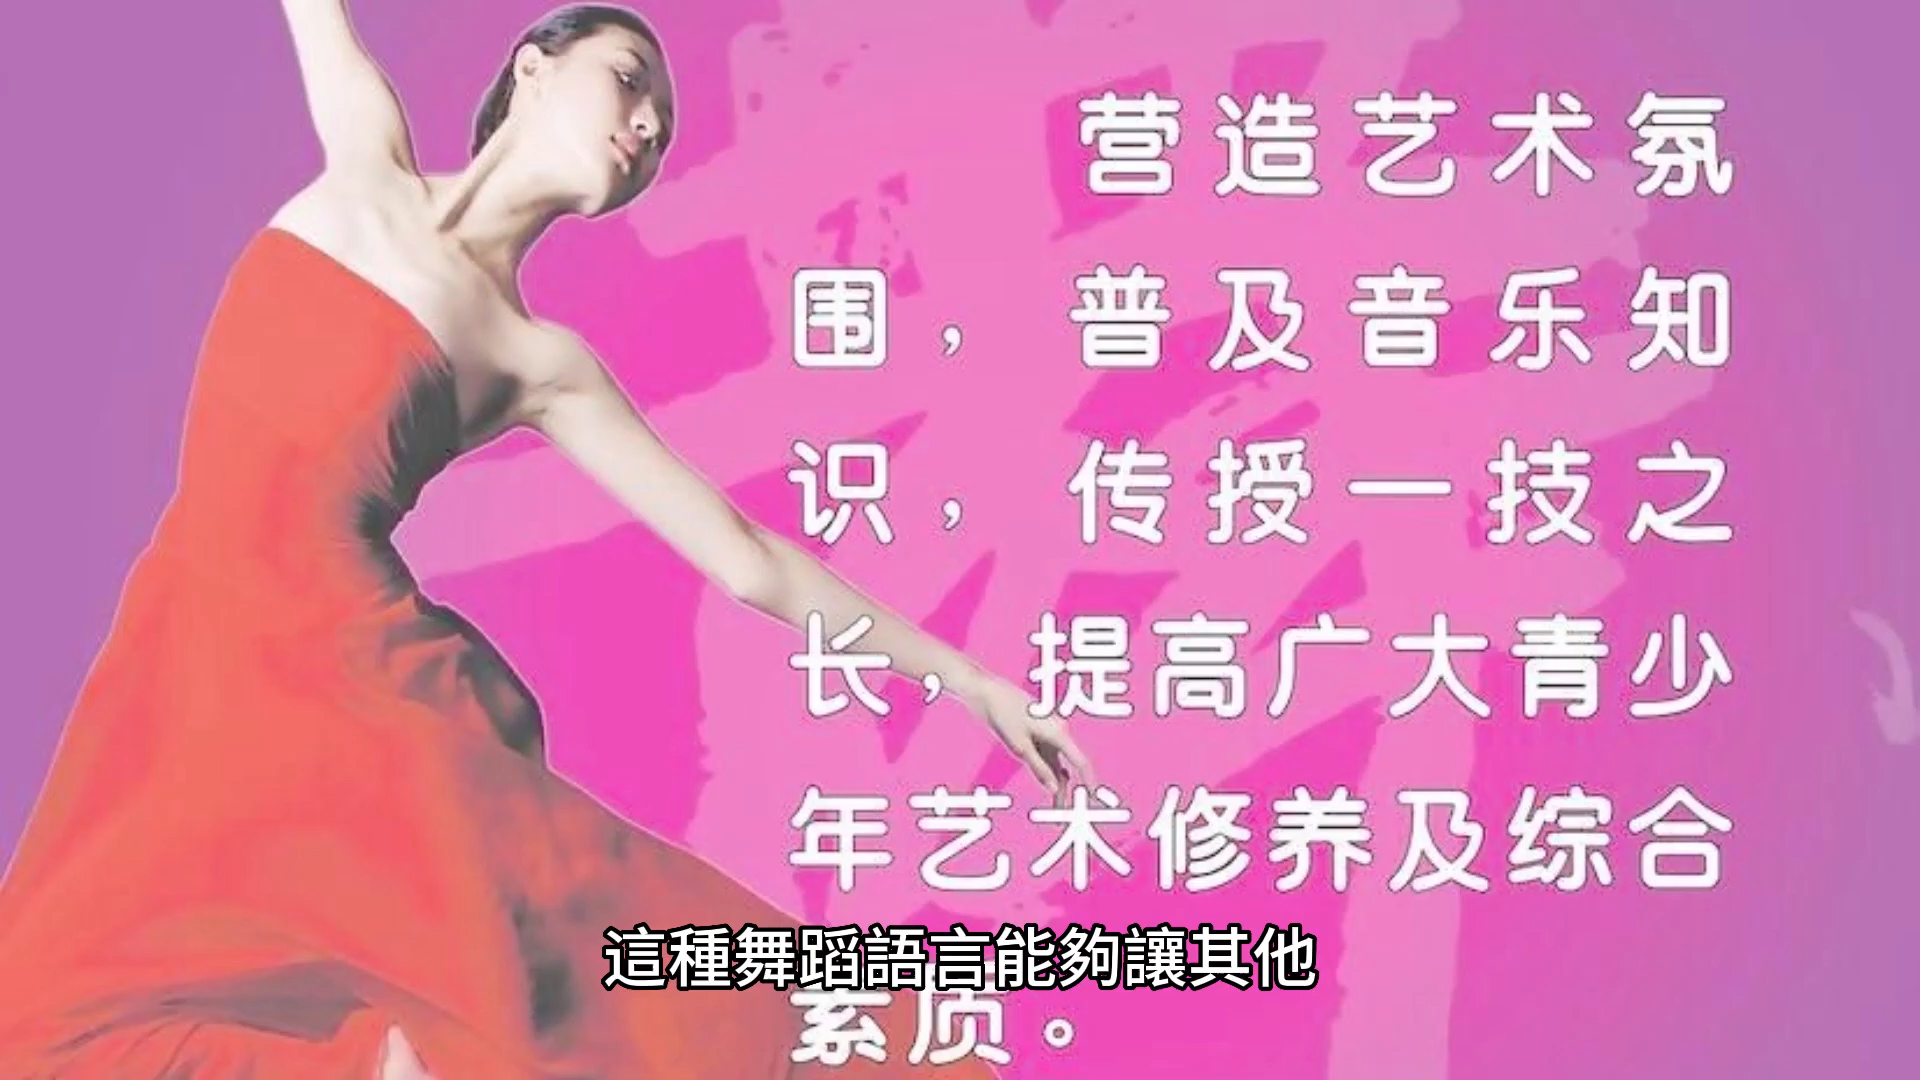 营造艺术氛
围，普及音乐知
识，传授一技之
长，提高广大青少
年艺术修养及综合
這種舞蹈語言能夠讓其他
素质。